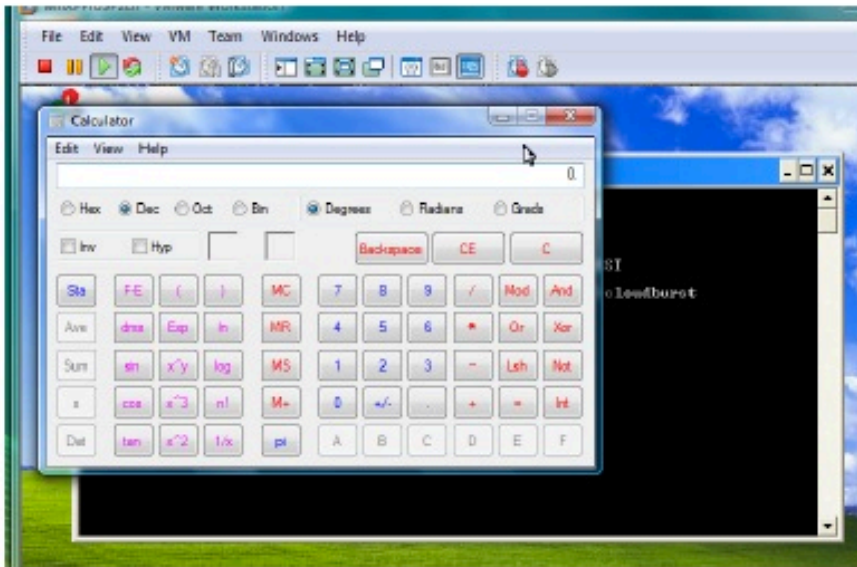 File Edit View VM Team Windows Help
Calculator
Edit View Help
0.
Hex Dec Oct Bin Degrees Radians Grads
Inv Hyp Backspace CE C
Sta F-E ( ) MC 7 8 9 / Mod And
Ave dms Exp ln MR 4 5 6 * Or Xor
Sum sin x^y log MS 1 2 3 - Lsh Not
s cos x^3 n! M+ 0 +/- . + = Int
Dat tan x^2 1/x pi A B C D E F
SI
cloudburst